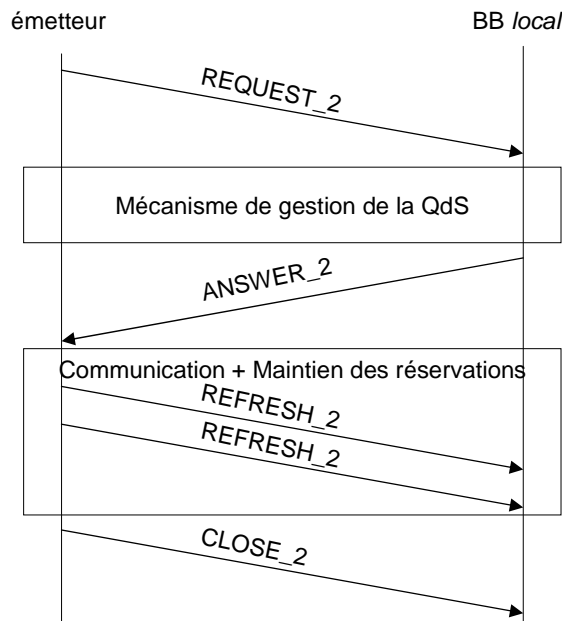 émetteur
BB local
REQUEST_2
Mécanisme de gestion de la QdS
ANSWER_2
Communication + Maintien des réservations
REFRESH_2
REFRESH_2
CLOSE_2